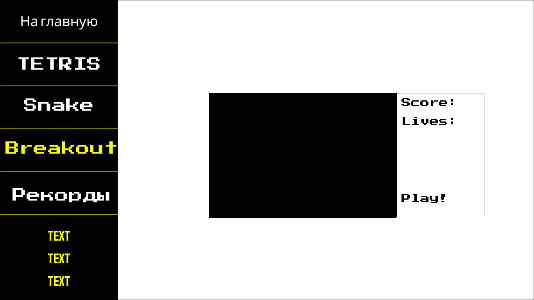 На главную
TETRIS
Snake
Breakout
Рекорды
TEXT
TEXT
TEXT
Score:
Lives:
Play!